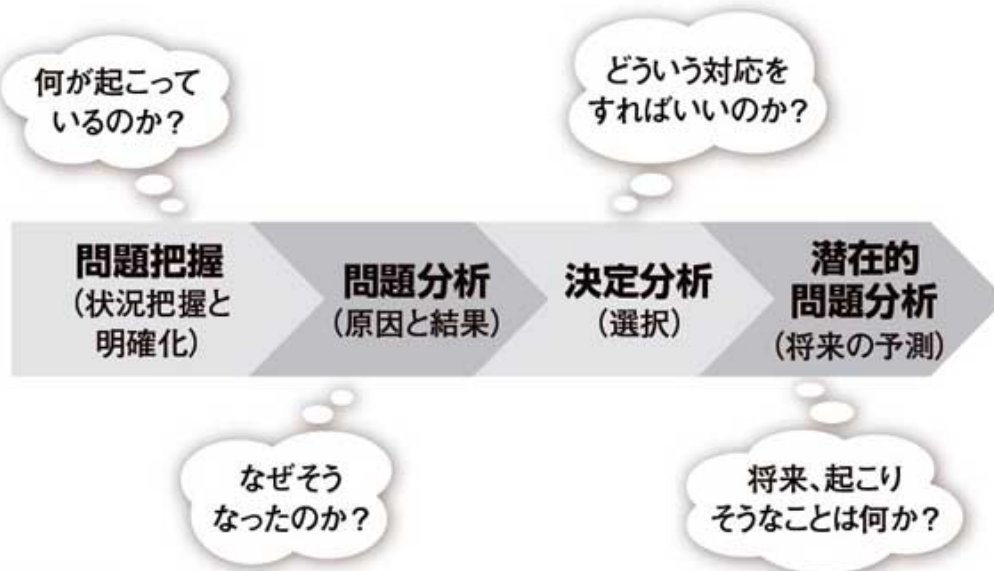 何が起こって
いるのか？
どういう対応を
すればいいのか？
問題把握
（状況把握と
明確化）
問題分析
（原因と結果）
決定分析
（選択）
潜在的
問題分析
（将来の予測）
なぜそう
なったのか？
将来、起こり
そうなことは何か？